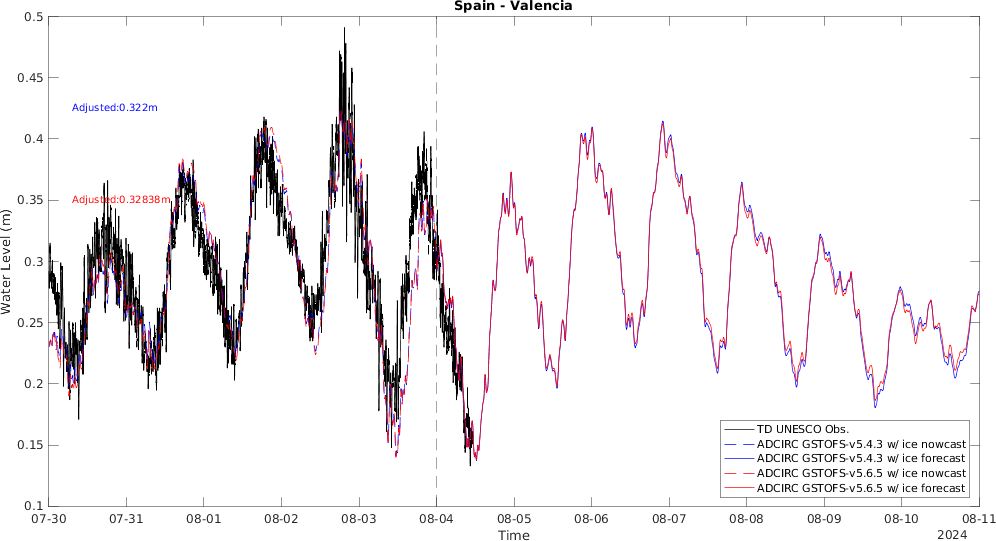 Spain - Valencia
0.5
0.45
0.4
0.35
0.3
0.25
0.2
0.15
0.1
Water Level (m)
Adjusted:0.322m
Adjusted:0.32838m
TD UNESCO Obs.
ADCIRC GSTOFS-v5.4.3 w/ ice nowcast
ADCIRC GSTOFS-v5.4.3 w/ ice forecast
ADCIRC GSTOFS-v5.6.5 w/ ice nowcast
ADCIRC GSTOFS-v5.6.5 w/ ice forecast
07-30 07-31 08-01 08-02 08-03 08-04 08-05 08-06 08-07 08-08 08-09 08-10 08-11
Time
2024